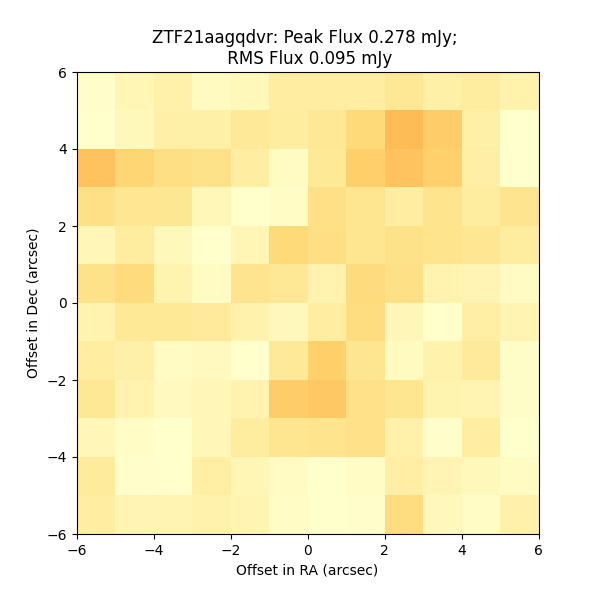 ZTF21aagqdvr: Peak Flux 0.278 mJy;
RMS Flux 0.095 mJy
6
4
2
0
−2
−4
−6
Offset in Dec (arcsec)
−6 −4 −2 0 2 4 6
Offset in RA (arcsec)